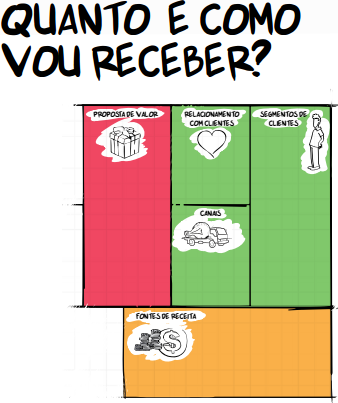 QUANTO E COMO
VOU RECEBER?
PROPOSTA DE VALOR
RELACIONAMENTO
COM CLIENTES
SEGMENTOS DE
CLIENTES
CANAIS
FONTES DE RECEITA
$